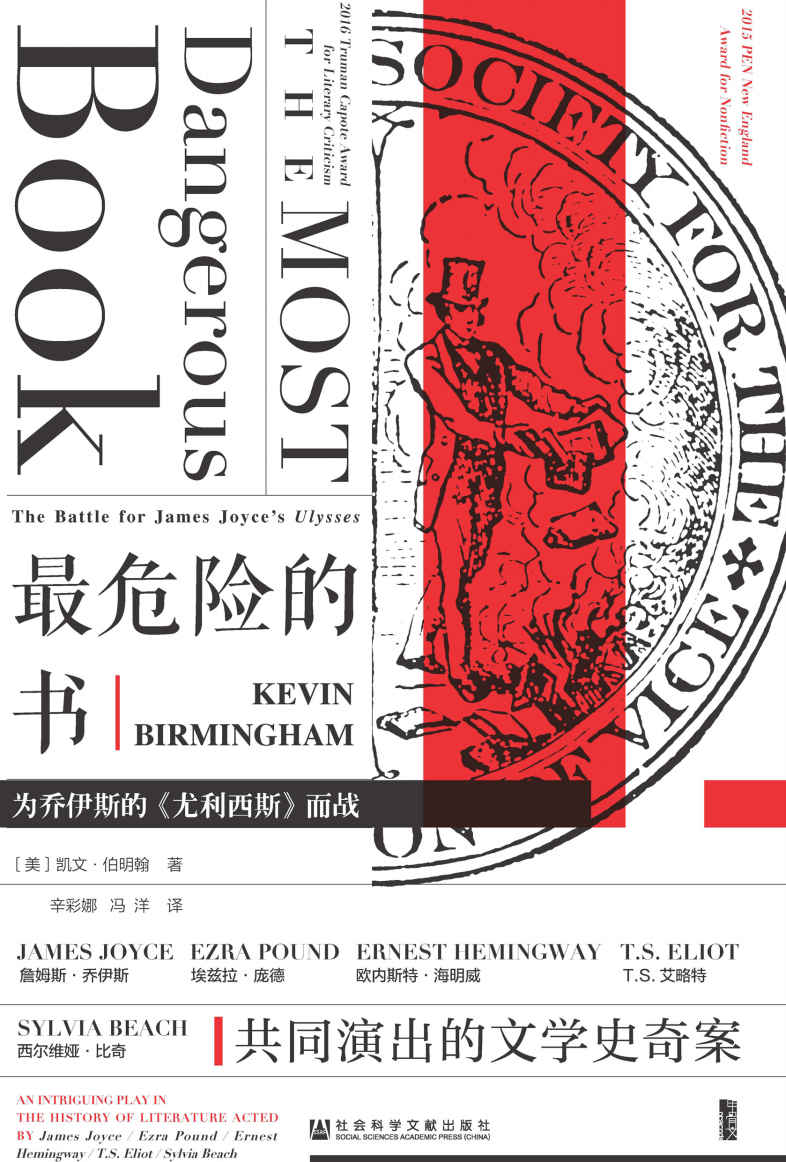 THE MOST
Dangerous
Book
2016 Truman Capote Award
for Literary Criticism
2015 PEN New England
Award for Nonfiction
SOCIETY FOR THE
ON OF VICE
The Battle for James Joyce's Ulysses
最危险的
书
KEVIN
BIRMINGHAM
为乔伊斯的《尤利西斯》而战
[美]凯文·伯明翰 著
辛彩娜 冯 洋 译
JAMES JOYCE EZRA POUND ERNEST HEMINGWAY T.S. ELIOT
詹姆斯·乔伊斯 埃兹拉·庞德 欧内斯特·海明威 T.S. 艾略特
SYLVIA BEACH
西尔维娅·比奇
共同演出的文学史奇案
AN INTRIGUING PLAY IN
THE HISTORY OF LITERATURE ACTED
BY James Joyce / Ezra Pound / Ernest
Hemingway / T.S. Eliot / Sylvia Beach
社会科学文献出版社
SOCIAL SCIENCES ACADEMIC PRESS (CHINA)
甲骨文